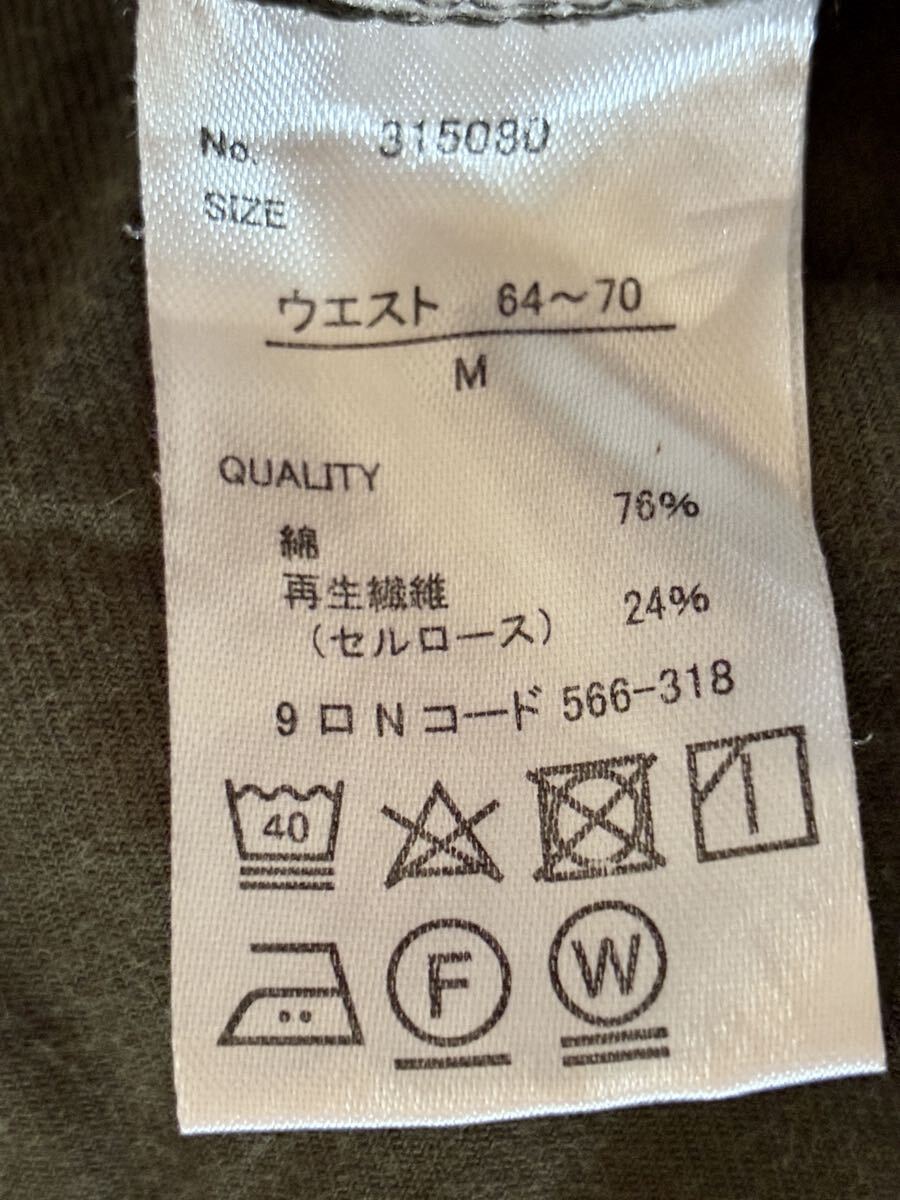 No. 315080
SIZE
ウエスト 64～70
M
QUALITY
綿 76%
再生繊維
(セルロース) 24%
9ロNコード 566-318
40
F
W